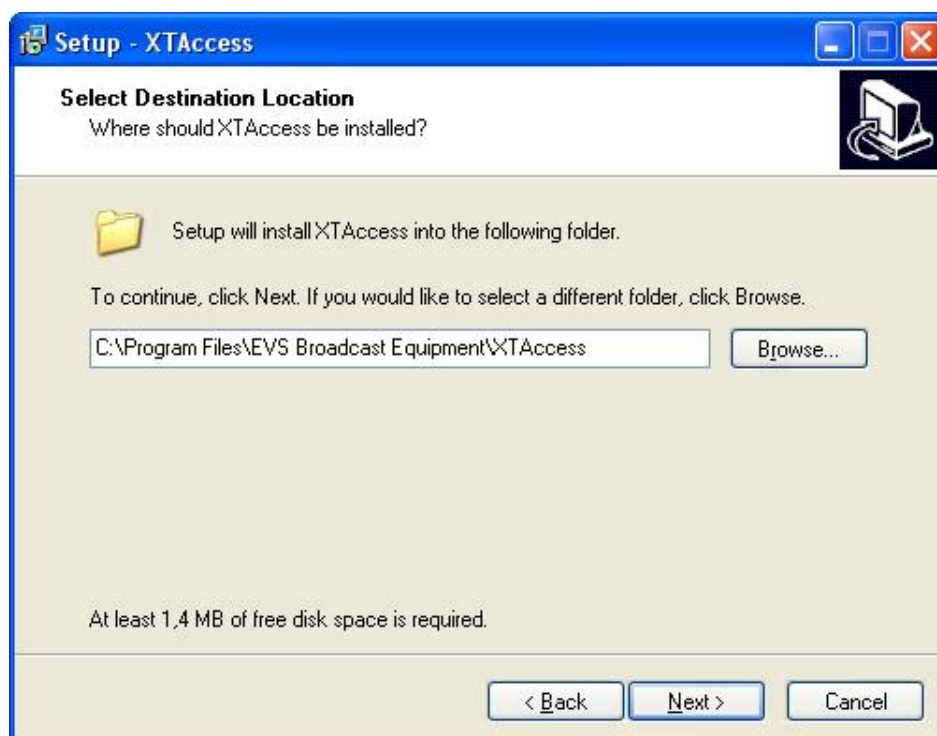 Setup - XTAccess
Select Destination Location
Where should XTAccess be installed?
Setup will install XTAccess into the following folder.
To continue, click Next. If you would like to select a different folder, click Browse.
C:\Program Files\EVS Broadcast Equipment\XTAccess
Browse...
At least 1,4 MB of free disk space is required.
< Back
Next >
Cancel